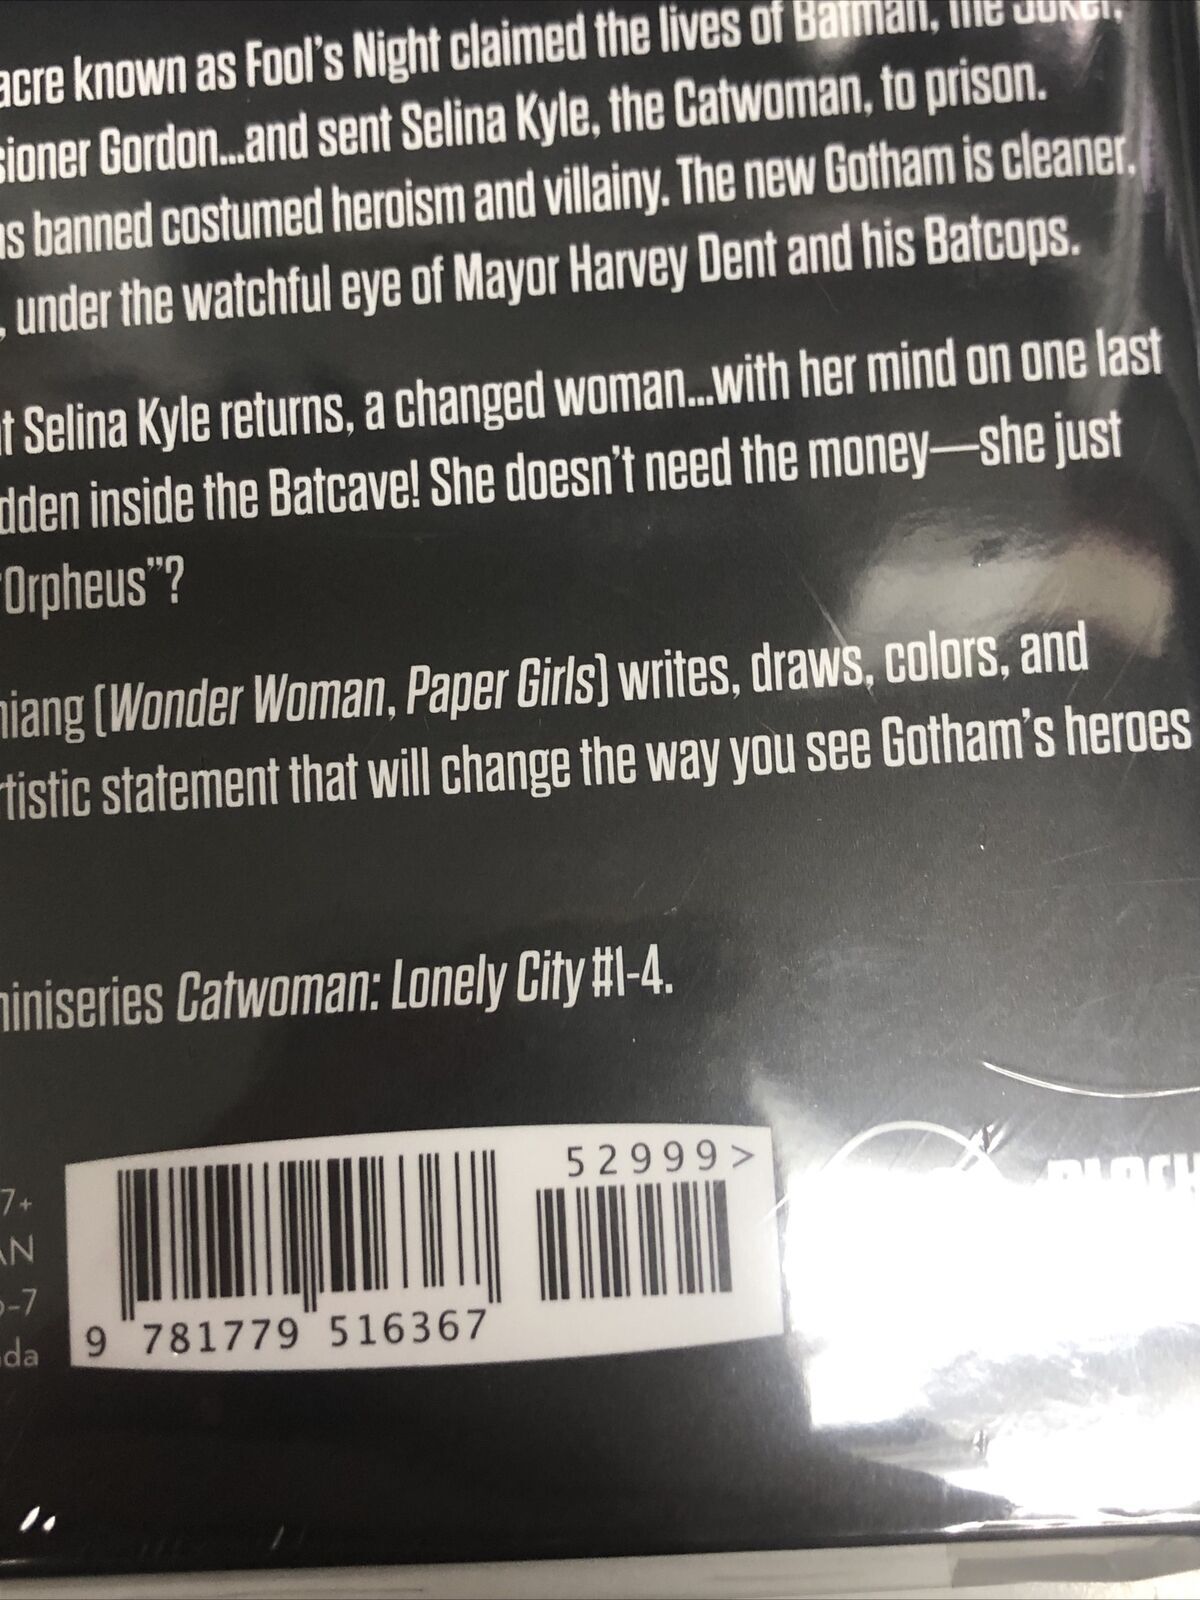 acre known as Fool's Night claimed the lives of Batman, the Joker,
sioner Gordon...and sent Selina Kyle, the Catwoman, to prison.
as banned costumed heroism and villainy. The new Gotham is cleaner,
, under the watchful eye of Mayor Harvey Dent and his Batcops.
t Selina Kyle returns, a changed woman...with her mind on one last
dden inside the Batcave! She doesn't need the money—she just
"Orpheus"?
hiang (Wonder Woman, Paper Girls) writes, draws, colors, and
rtistic statement that will change the way you see Gotham's heroes
miniseries Catwoman: Lonely City #1-4.
52999>
7+
AN
-7
da
9 781779 516367
BLACK